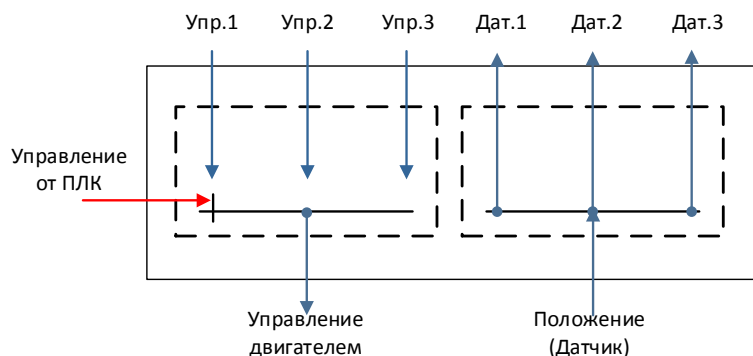 Упр.1 Упр.2 Упр.3 Дат.1 Дат.2 Дат.3
Управление
от ПЛК
Управление
двигателем
Положение
(Датчик)